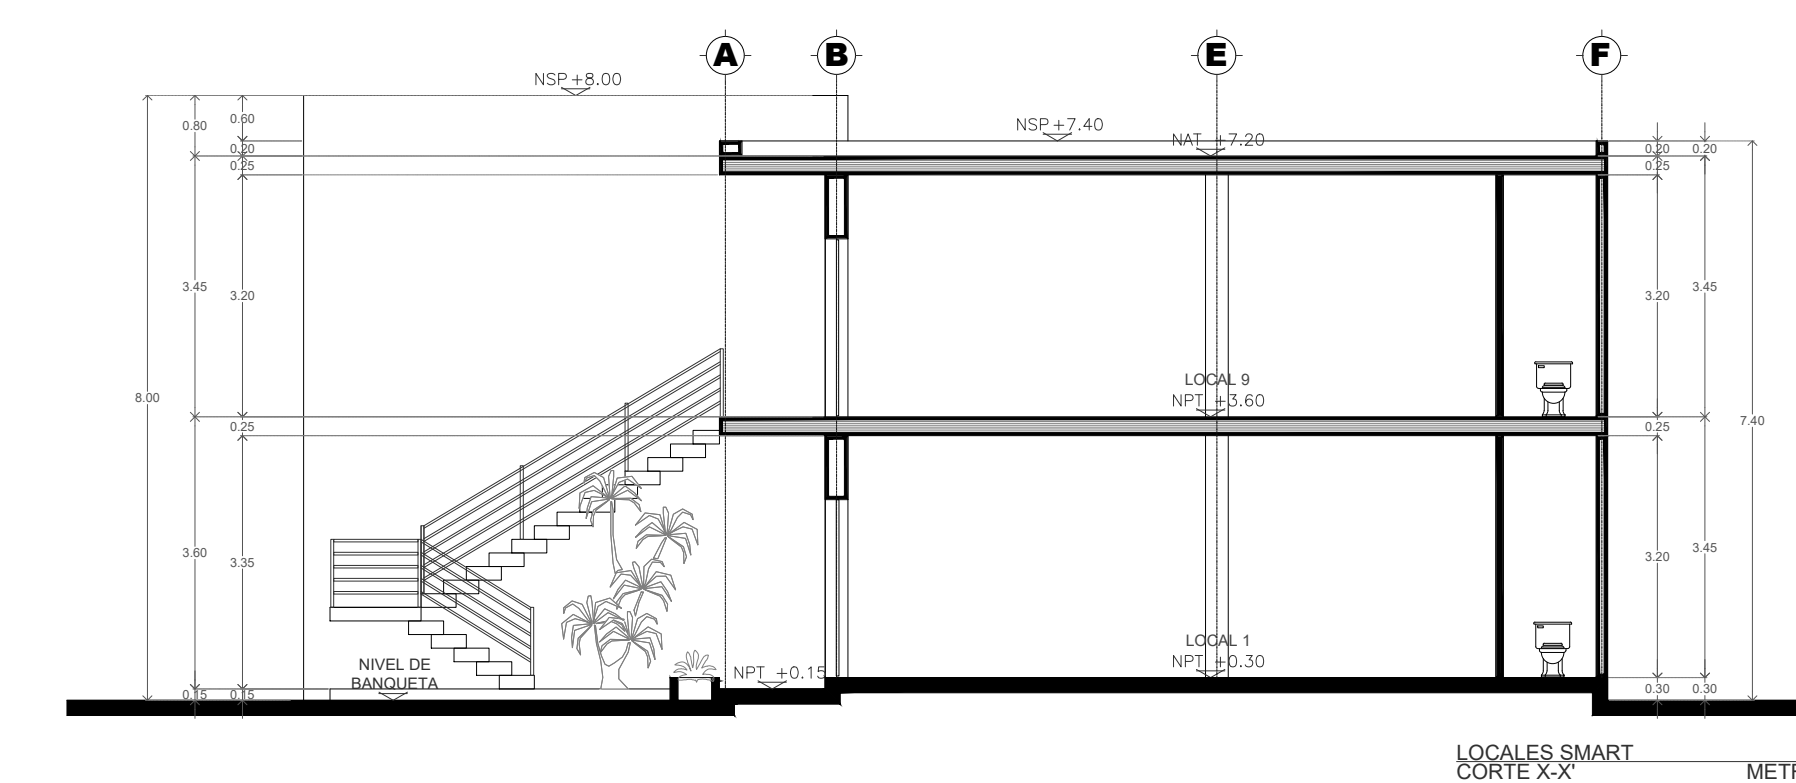 A B E F
NSP +8.00
NSP +7.40
NAT +7.20
0.80
0.60
0.20
0.25
3.45
3.20
8.00
0.25
3.60
3.35
0.15
0.15
0.20
0.20
0.25
3.20
3.45
7.40
0.25
3.20
3.45
0.30
0.30
LOCAL 9
NPT +3.60
LOCAL 1
NPT +0.30
NPT +0.15
NIVEL DE
BANQUETA
LOCALES SMART
CORTE X-X' METR